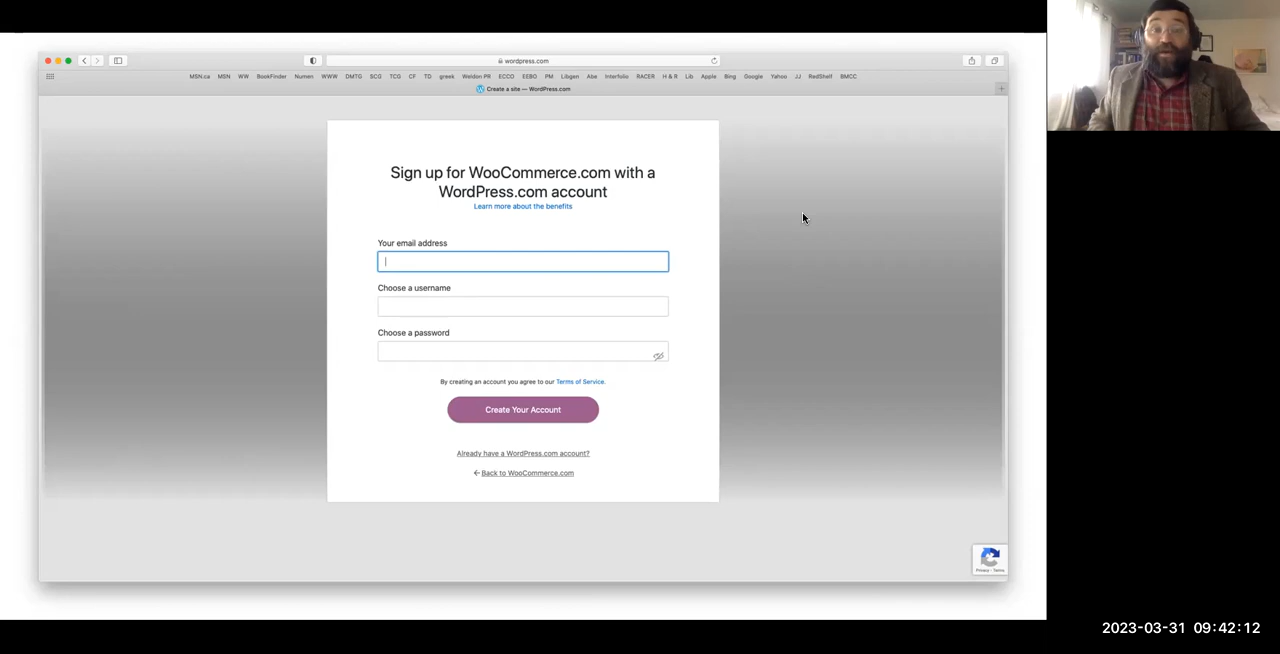 wordpress.com
MSN.ca MSN WW BookFinder Numen WWW DMTG SCG TCG CF TD greek Weldon PR ECCO EEBO PM Libgen Abe Interfolio RACER H & R Lib Apple Bing Google Yahoo JJ RedShelf BMCC
Create a site — WordPress.com
Sign up for WooCommerce.com with a
WordPress.com account
Learn more about the benefits
Your email address
Choose a username
Choose a password
By creating an account you agree to our Terms of Service.
Create Your Account
Already have a WordPress.com account?
Back to WooCommerce.com
Privacy - Terms
2023-03-31 09:42:12